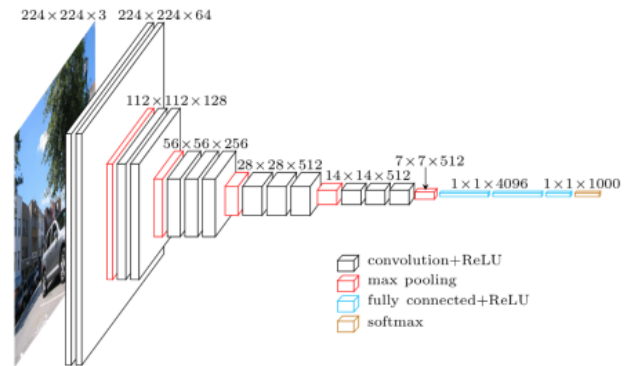 224×224×3
224×224×64
112×112×128
56×56×256
28×28×512
14×14×512
7×7×512
1×1×4096
1×1×1000
convolution+ReLU
max pooling
fully connected+ReLU
softmax